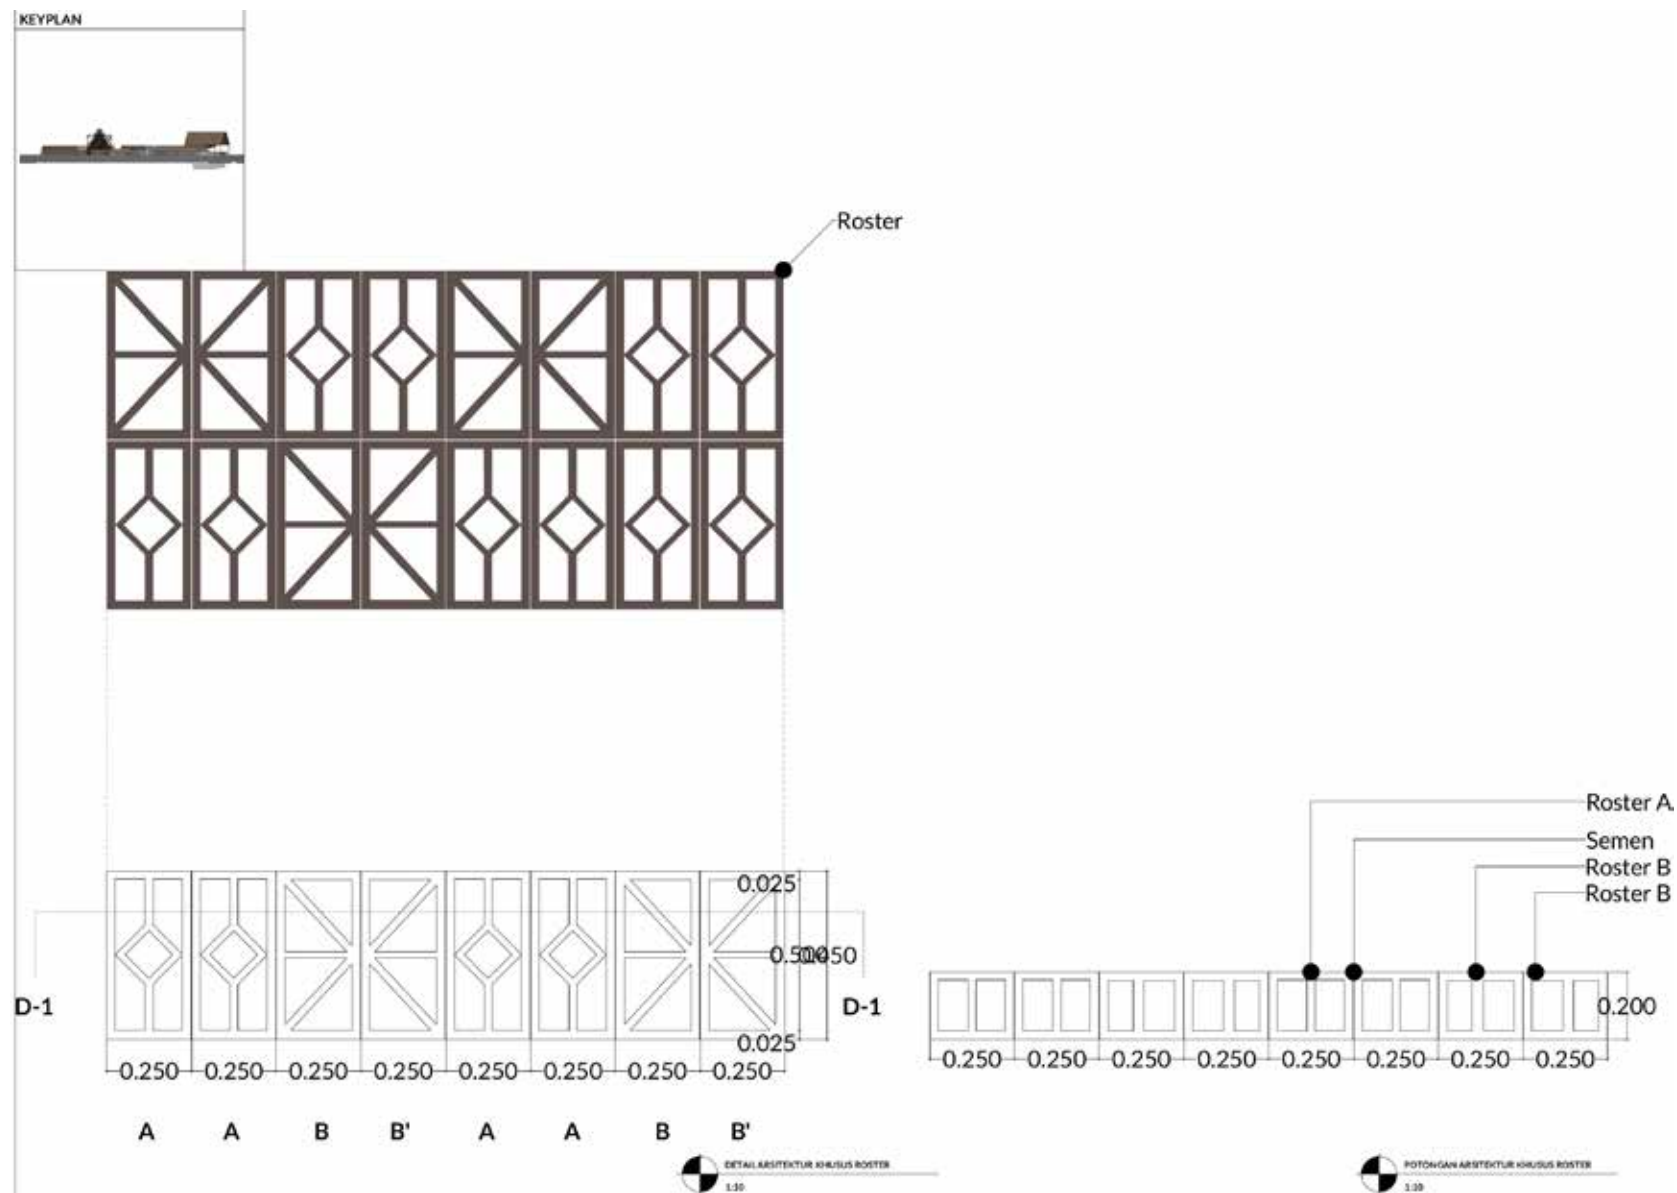 KEYPLAN
Roster
Roster A
Semen
Roster B
Roster B
0.025
0.450
0.025
D-1
D-1
0.200
0.250 0.250 0.250 0.250 0.250 0.250 0.250 0.250
0.250 0.250 0.250 0.250 0.250 0.250 0.250 0.250
A A B B' A A B B'
DETAIL ARSITEKTUR KHUSUS ROSTER
1:10
POTONGAN ARSITEKTUR KHUSUS ROSTER
1:10